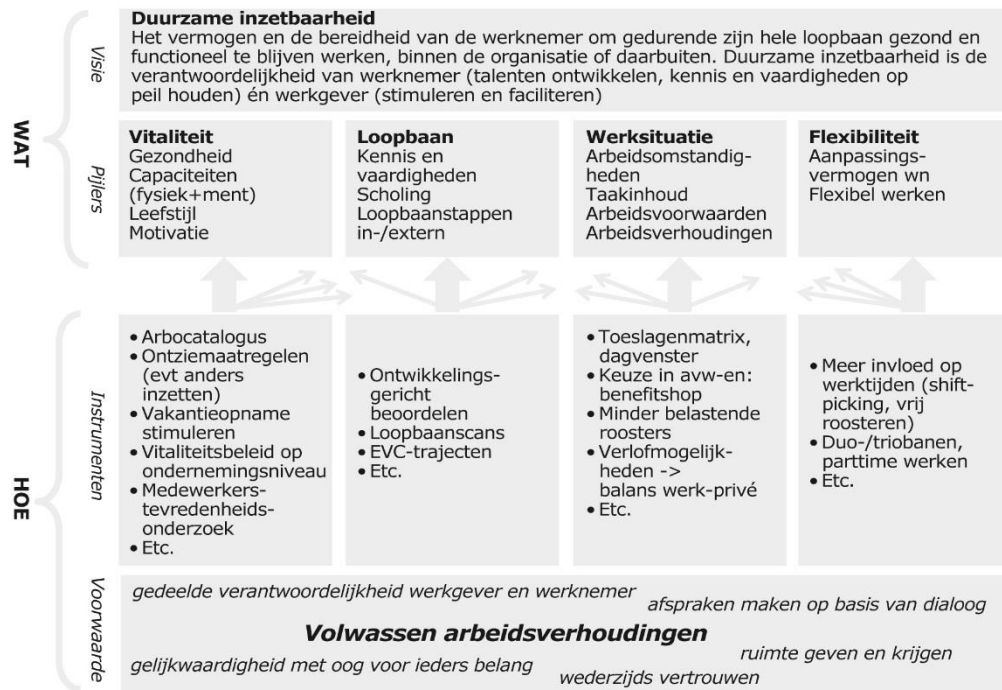 WAT
Visie
Duurzame inzetbaarheid
Het vermogen en de bereidheid van de werknemer om gedurende zijn hele loopbaan gezond en
functioneel te blijven werken, binnen de organisatie of daarbuiten. Duurzame inzetbaarheid is de
verantwoordelijkheid van werknemer (talenten ontwikkelen, kennis en vaardigheden op
peil houden) én werkgever (stimuleren en faciliteren)
Pijlers
Vitaliteit
Gezondheid
Capaciteiten
(fysiek+ment)
Leefstijl
Motivatie
Loopbaan
Kennis en
vaardigheden
Scholing
Loopbaanstappen
in-/extern
Werksituatie
Arbeidsomstandig-
heden
Taakinhoud
Arbeidsvoorwaarden
Arbeidsverhoudingen
Flexibiliteit
Aanpassings-
vermogen wn
Flexibel werken
HOE
Instrumenten
• Arbocatalogus
• Ontziemaatregelen
(evt anders
inzetten)
• Vakantieopname
stimuleren
• Vitaliteitsbeleid op
ondernemingsniveau
• Medewerkers-
tevredenheids-
onderzoek
• Etc.
• Ontwikkelings-
gericht
beoordelen
• Loopbaanscans
• EVC-trajecten
• Etc.
• Toeslagenmatrix,
dagvenster
• Keuze in avw-en:
benefitshop
• Minder belastende
roosters
• Verlofmogelijk-
heden ->
balans werk-privé
• Etc.
• Meer invloed op
werktijden (shift-
picking, vrij
roosteren)
• Duo-/triobanen,
parttime werken
• Etc.
Voorwaarde
gedeelde verantwoordelijkheid werkgever en werknemer
afspraken maken op basis van dialoog
Volwassen arbeidsverhoudingen
ruimte geven en krijgen
gelijkwaardigheid met oog voor ieders belang
wederzijds vertrouwen